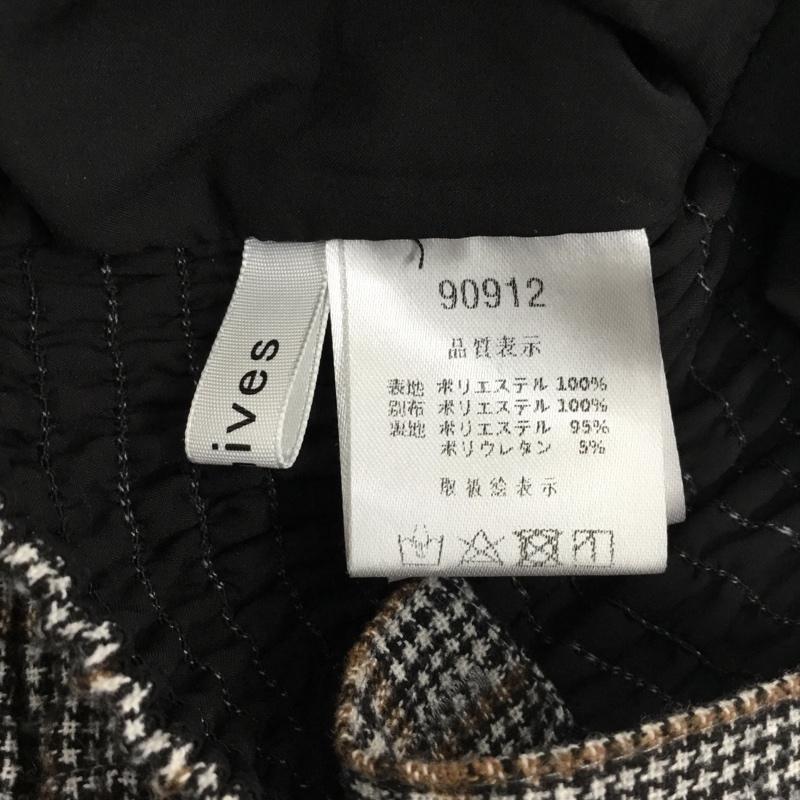 ives
90912
品質表示
表地 ポリエステル 100%
別布 ポリエステル 100%
裏地 ポリエステル 95%
ポリウレタン 5%
取扱絵表示